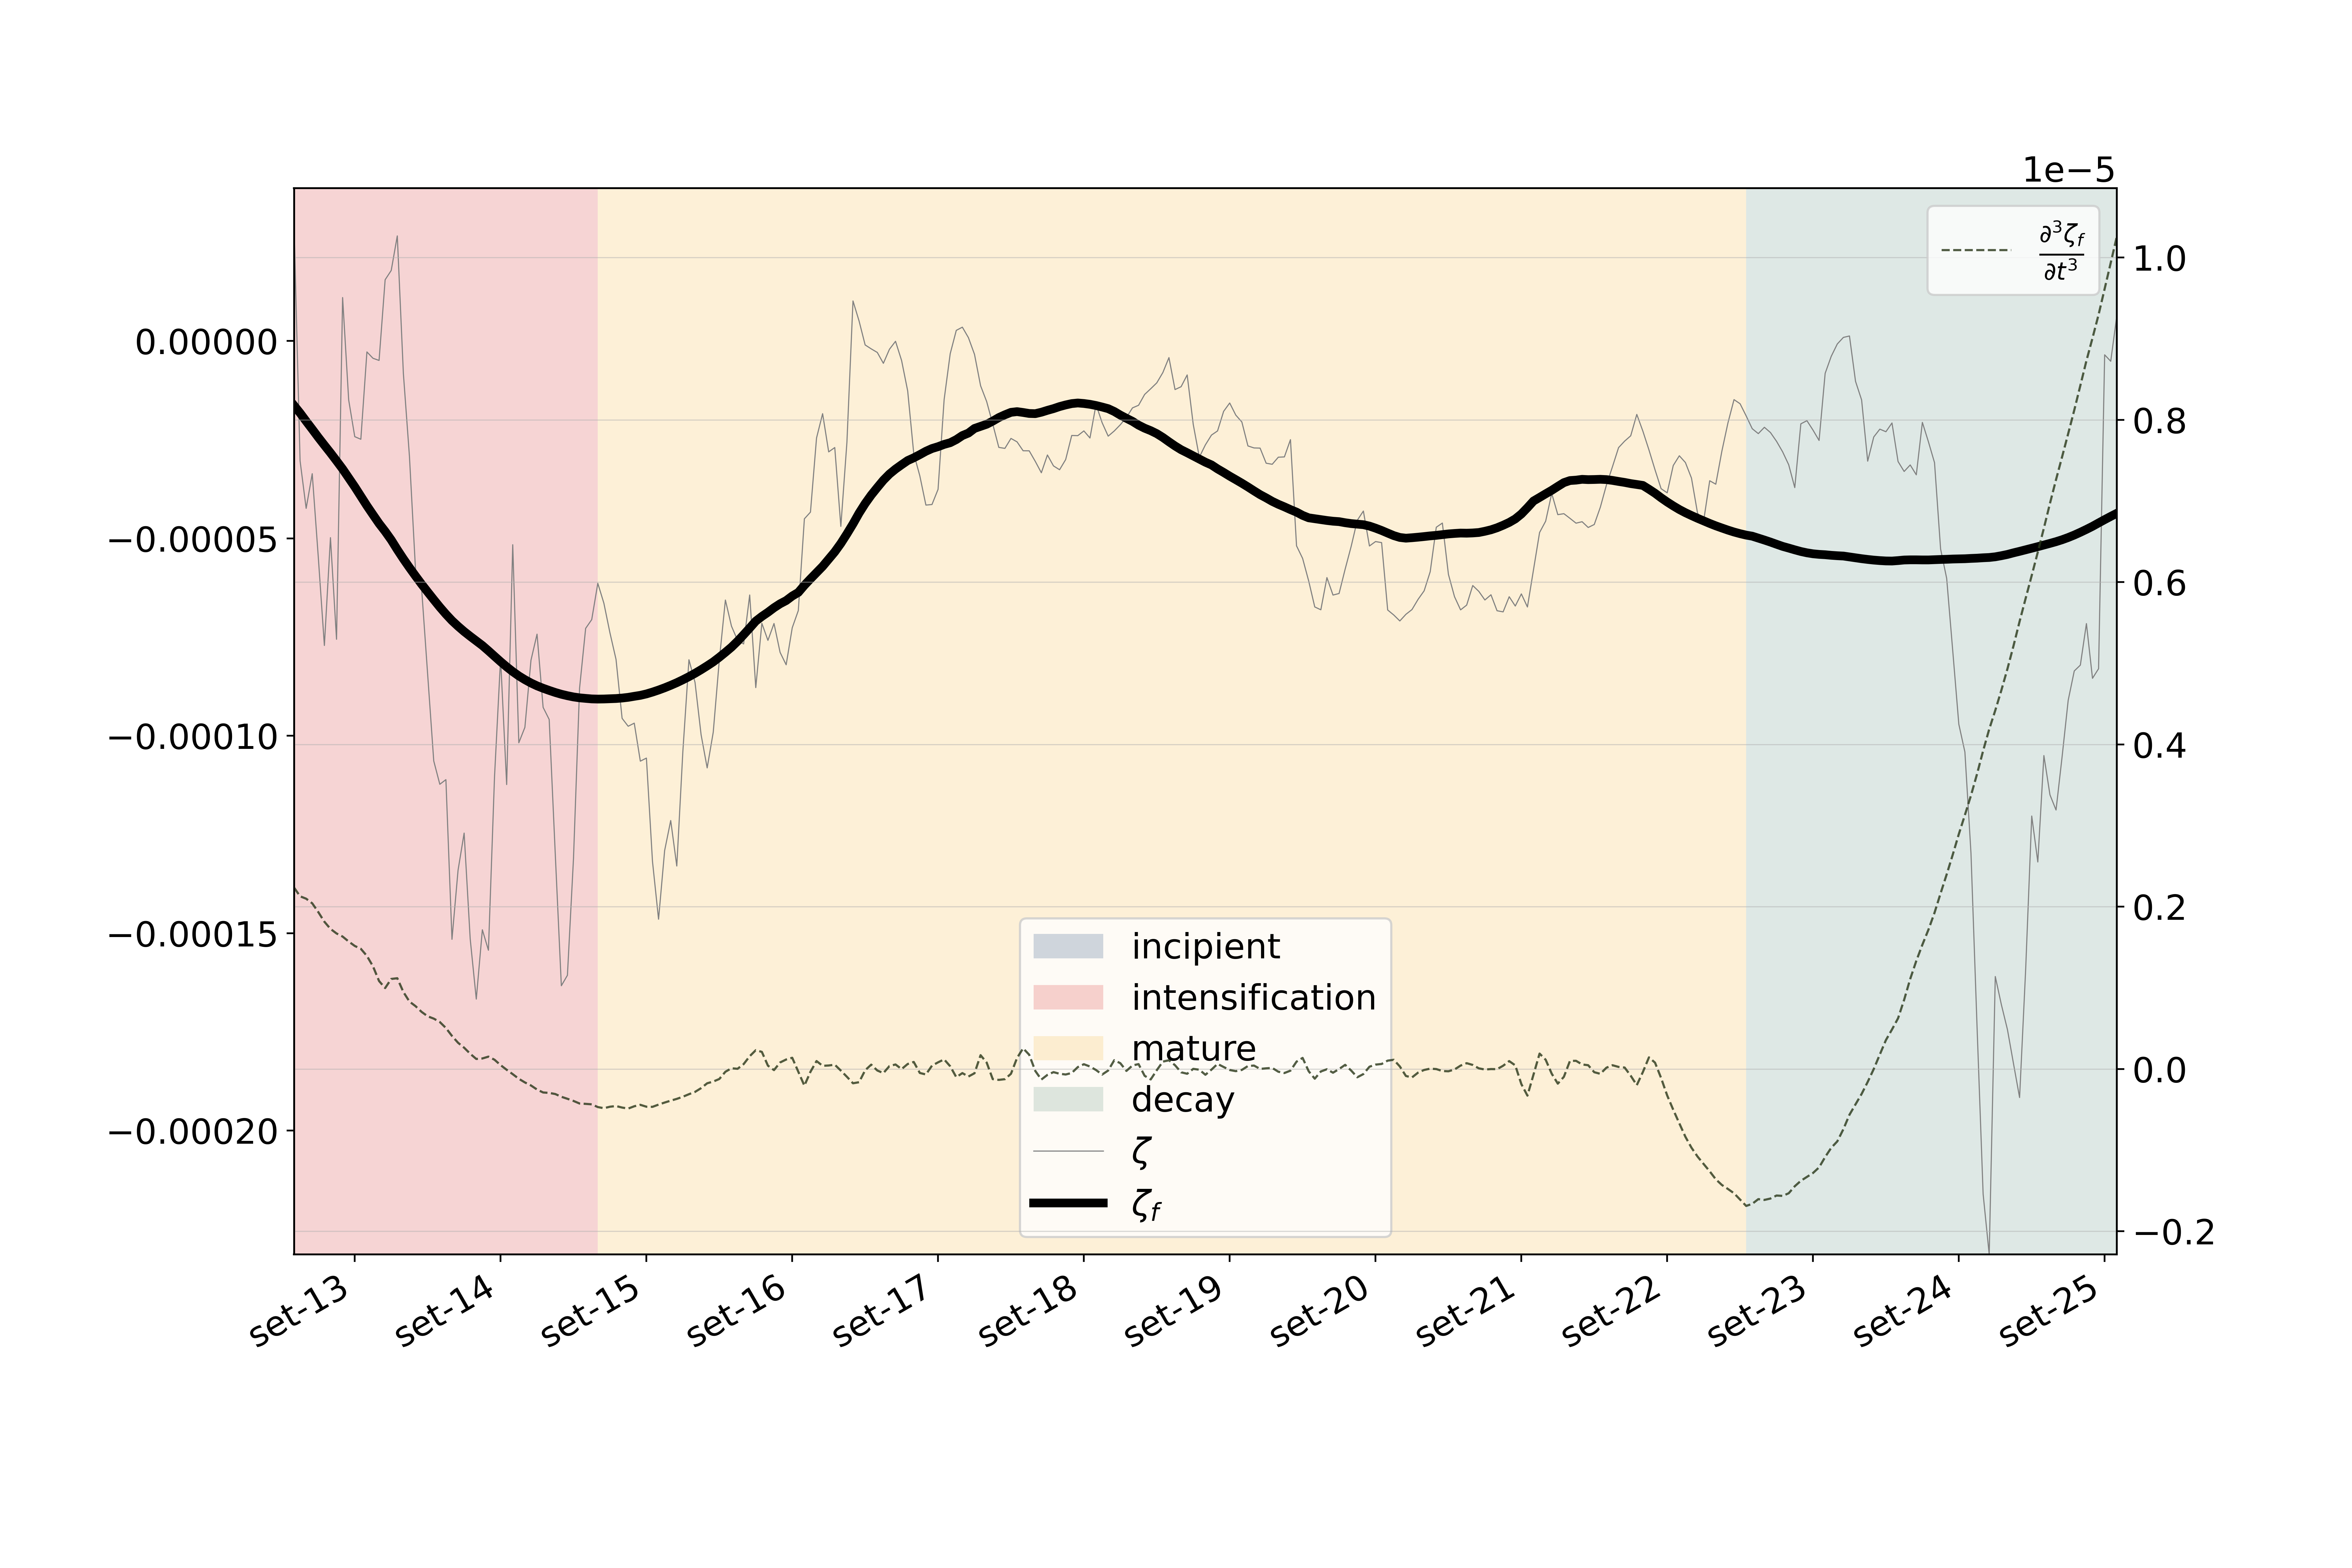 1e−5
∂³ζf
∂t³
0.00000
−0.00005
−0.00010
−0.00015
−0.00020
1.0
0.8
0.6
0.4
0.2
0.0
−0.2
incipient
intensification
mature
decay
ζ
ζf
set-13
set-14
set-15
set-16
set-17
set-18
set-19
set-20
set-21
set-22
set-23
set-24
set-25